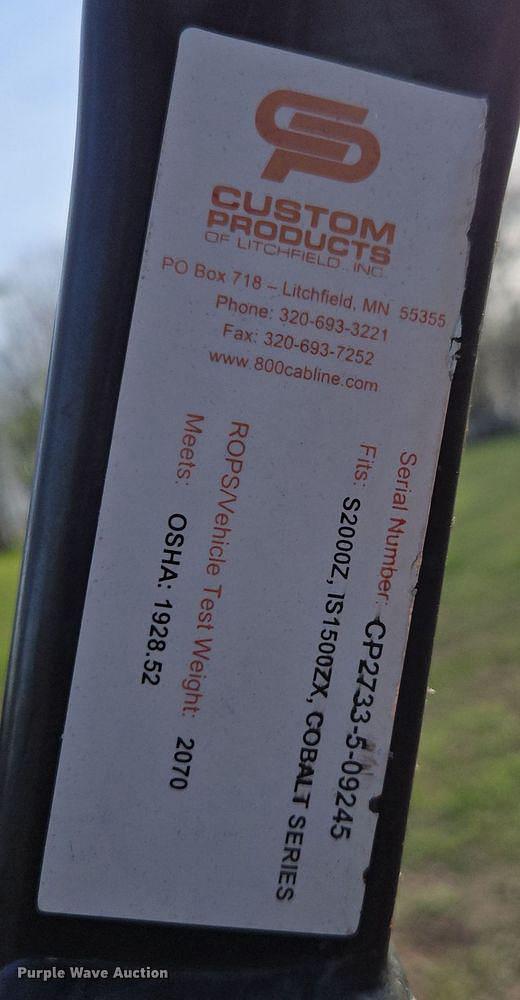 CP
CUSTOM
PRODUCTS
OF LITCHFIELD, INC.
PO Box 718 – Litchfield, MN 55355
Phone: 320-693-3221
Fax: 320-693-7252
www.800cabline.com
Serial Number: CP2733-5-09245
Fits: S2000Z, IS1500ZX, COBALT SERIES
ROPS/Vehicle Test Weight: 2070
Meets: OSHA: 1928.52
Purple Wave Auction